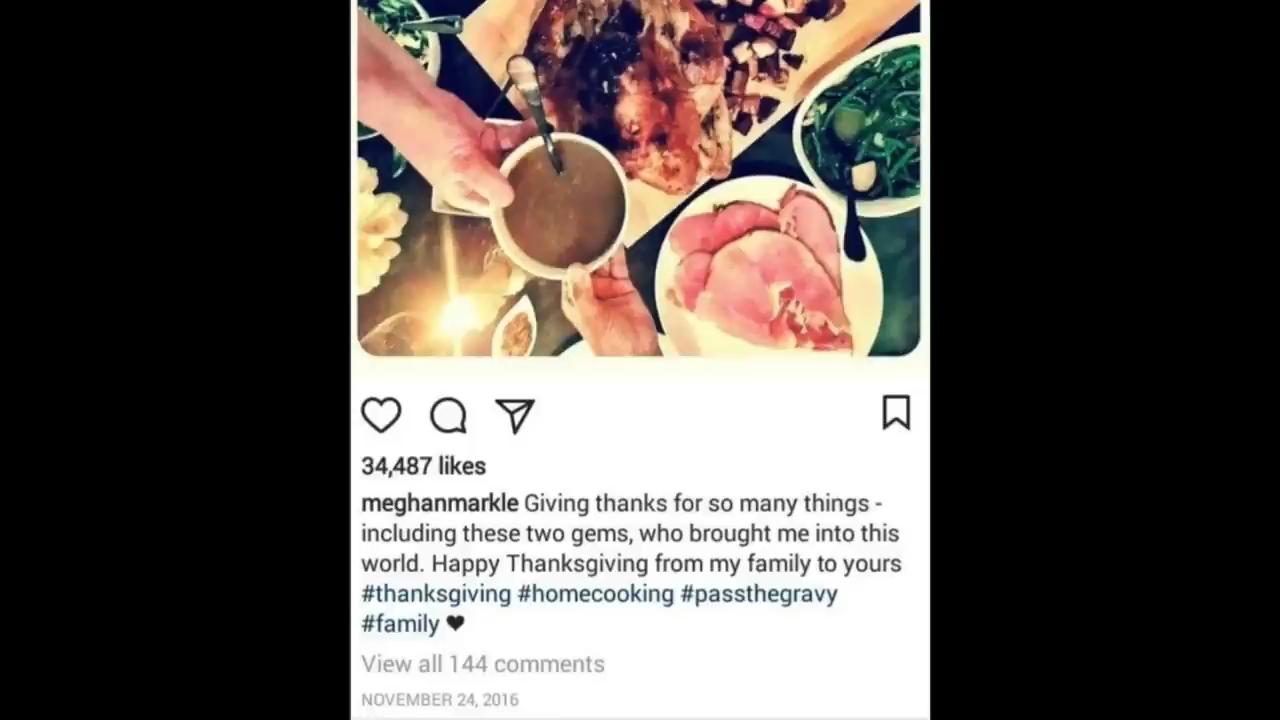 34,487 likes
meghanmarkle Giving thanks for so many things -
including these two gems, who brought me into this
world. Happy Thanksgiving from my family to yours
#thanksgiving #homecooking #passthegravy
#family 🖤
View all 144 comments
NOVEMBER 24, 2016